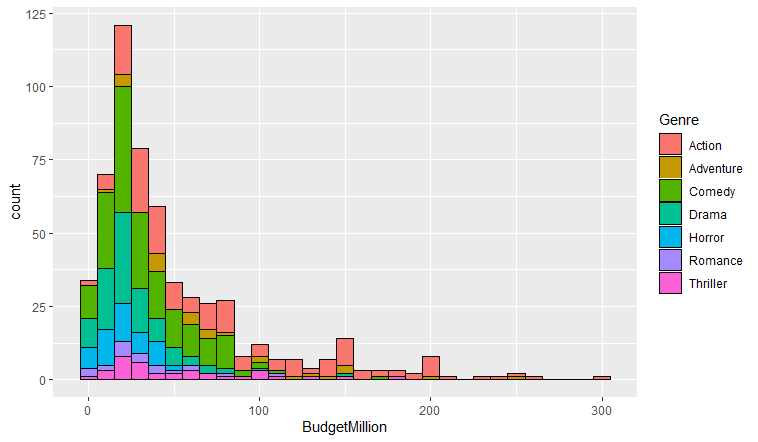 125
100
75
50
25
0
count
0 100 200 300
BudgetMillion
Genre
Action
Adventure
Comedy
Drama
Horror
Romance
Thriller